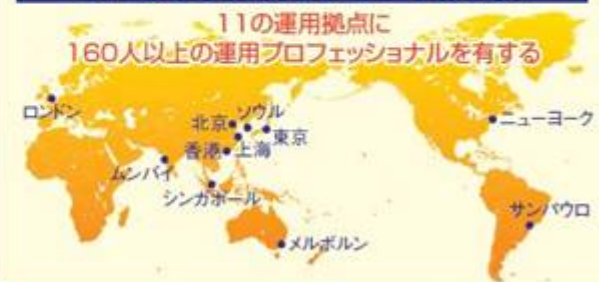 11の運用拠点に
160人以上の運用プロフェッショナルを有する
ロンドン
北京
ソウル
東京
香港
上海
ムンバイ
シンガポール
メルボルン
ニューヨーク
サンパウロ